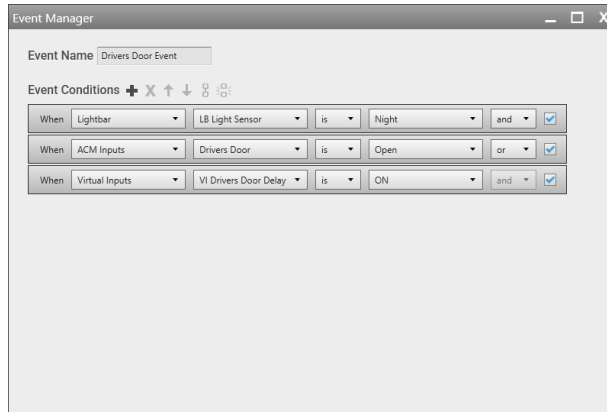 Event Manager
Event Name Drivers Door Event
Event Conditions
When Lightbar LB Light Sensor is Night and
When ACM Inputs Drivers Door is Open or
When Virtual Inputs VI Drivers Door Delay is ON and